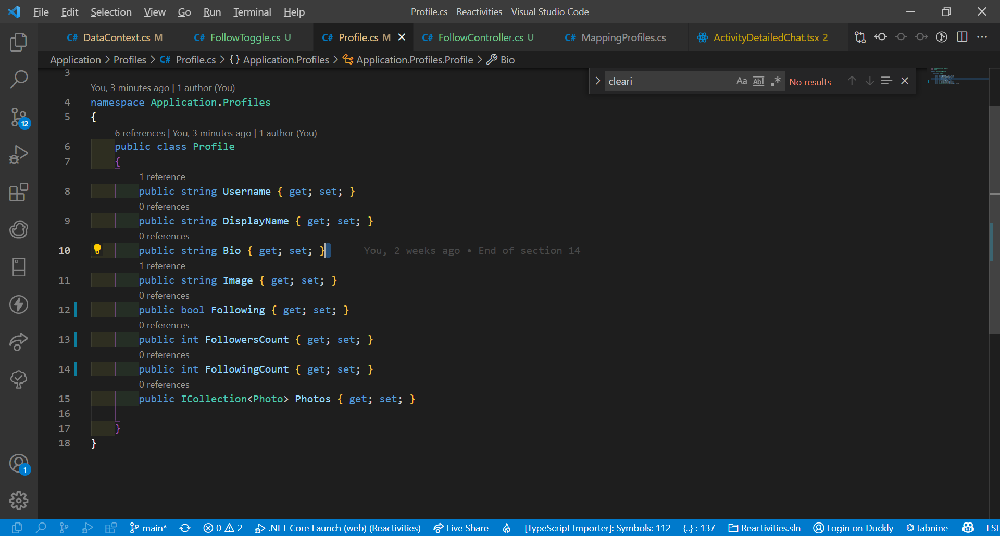 File Edit Selection View Go Run Terminal Help Profile.cs - Reactivities - Visual Studio Code
C# DataContext.cs M C# FollowToggle.cs U C# Profile.cs M C# FollowController.cs U C# MappingProfiles.cs ActivityDetailedChat.tsx 2
Application > Profiles > C# Profile.cs > {} Application.Profiles > Application.Profiles.Profile > Bio
cleari Aa Abl .* No results
3
You, 3 minutes ago | 1 author (You)
4 namespace Application.Profiles
5 {
6 references | You, 3 minutes ago | 1 author (You)
6 public class Profile
7 {
1 reference
8 public string Username { get; set; }
0 references
9 public string DisplayName { get; set; }
0 references
10 public string Bio { get; set; } You, 2 weeks ago • End of section 14
1 reference
11 public string Image { get; set; }
0 references
12 public bool Following { get; set; }
0 references
13 public int FollowersCount { get; set; }
0 references
14 public int FollowingCount { get; set; }
0 references
15 public ICollection<Photo> Photos { get; set; }
16
17 }
18 }
12
1
main* 0 2 .NET Core Launch (web) (Reactivities) Live Share [TypeScript Importer]: Symbols: 112 {..} : 137 Reactivities.sln Login on Duckly tabnine ESL